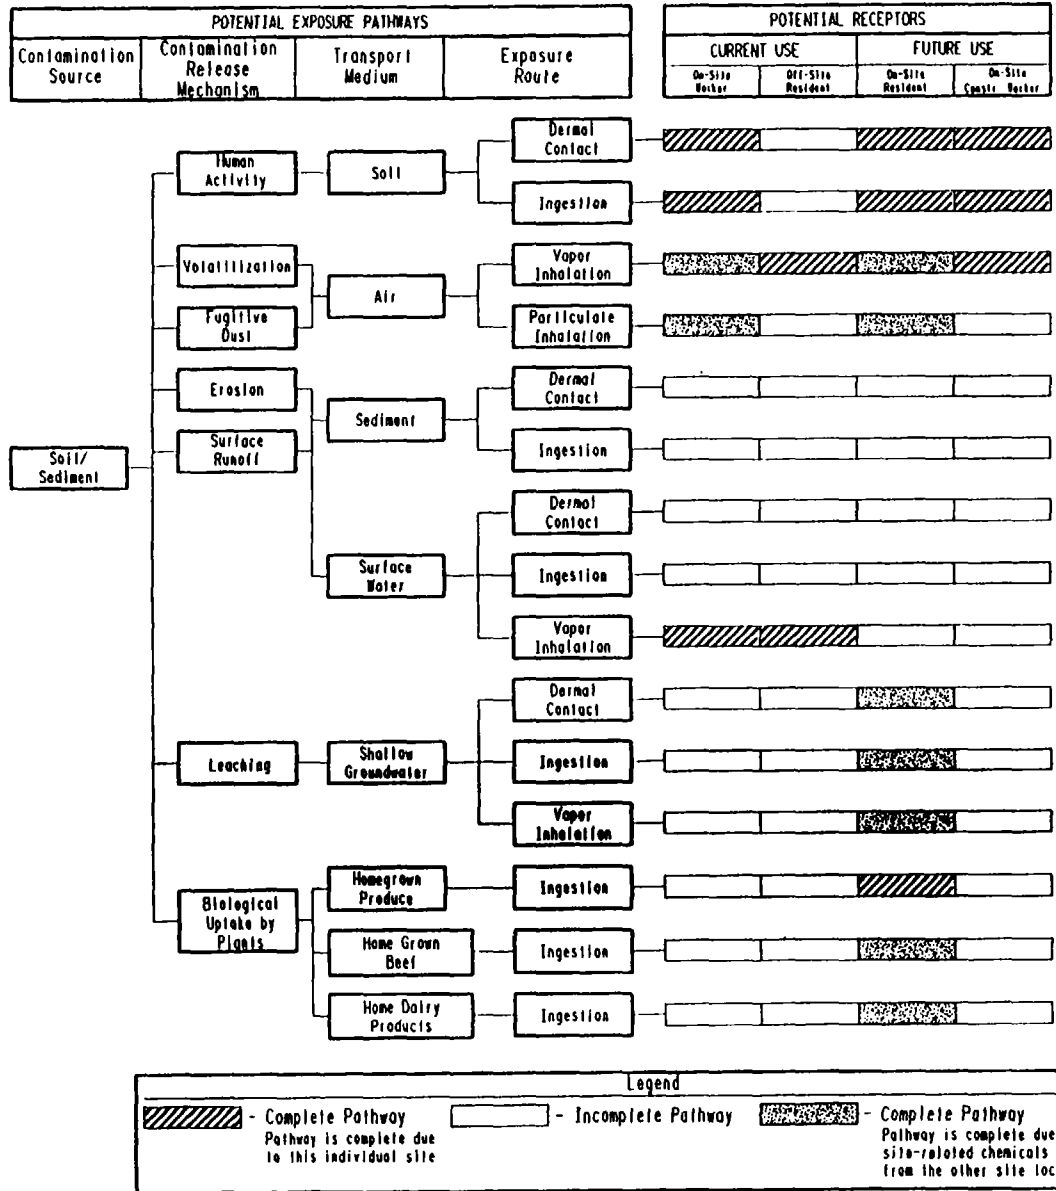 POTENTIAL EXPOSURE PATHWAYS
POTENTIAL RECEPTORS
Contamination
Source
Contamination
Release
Mechanism
Transport
Medium
Exposure
Route
CURRENT USE
FUTURE USE
On-Site
Worker
Off-Site
Resident
On-Site
Resident
On-Site
Constr. Worker
Soil/
Sediment
Human
Activity
Soil
Dermal
Contact
Ingestion
Volatilization
Fugitive
Dust
Air
Vapor
Inhalation
Particulate
Inhalation
Erosion
Surface
Runoff
Sediment
Dermal
Contact
Ingestion
Surface
Water
Dermal
Contact
Ingestion
Vapor
Inhalation
Leaching
Shallow
Groundwater
Dermal
Contact
Ingestion
Vapor
Inhalation
Biological
Uptake by
Plants
Homegrown
Produce
Ingestion
Home Grown
Beef
Ingestion
Home Dairy
Products
Ingestion
Legend
- Complete Pathway
Pathway is complete due
to this individual site
- Incomplete Pathway
- Complete Pathway
Pathway is complete due
site-related chemicals
from the other site loc